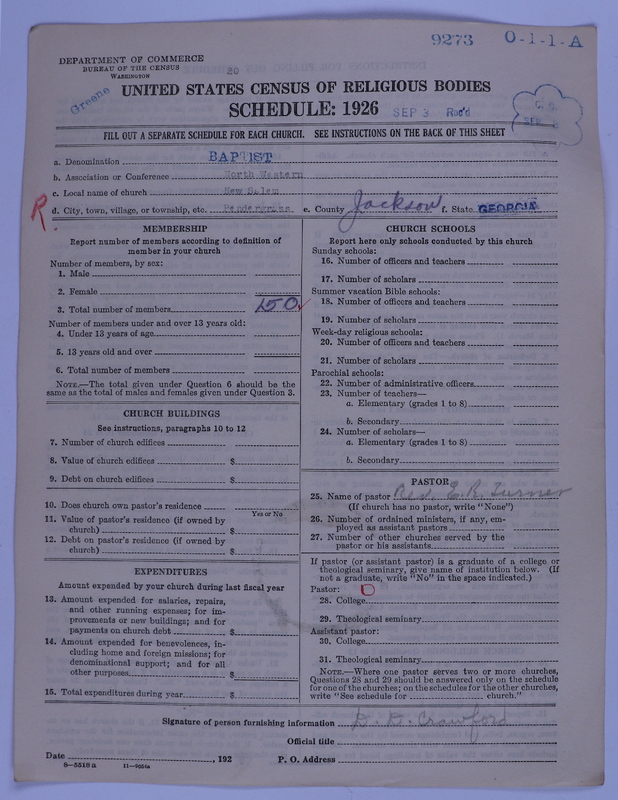 9273 O-1-1-A
DEPARTMENT OF COMMERCE
BUREAU OF THE CENSUS
WASHINGTON
20
Greene
UNITED STATES CENSUS OF RELIGIOUS BODIES
SCHEDULE: 1926
SEP 3 Rec'd
C. C.
SEP
FILL OUT A SEPARATE SCHEDULE FOR EACH CHURCH. SEE INSTRUCTIONS ON THE BACK OF THIS SHEET
a. Denomination BAPTIST
b. Association or Conference North Western
c. Local name of church New Salem
R
d. City, town, village, or township, etc. e. County Jackson f. State GEORGIA
MEMBERSHIP
Report number of members according to definition of
member in your church
Number of members, by sex:
1. Male
2. Female
3. Total number of members 150
Number of members under and over 13 years old:
4. Under 13 years of age
5. 13 years old and over
6. Total number of members
NOTE.—The total given under Question 6 should be the
same as the total of males and females given under Question 3.
CHURCH BUILDINGS
See instructions, paragraphs 10 to 12
7. Number of church edifices
8. Value of church edifices $
9. Debt on church edifices $
10. Does church own pastor's residence
Yes or No
11. Value of pastor's residence (if owned by
church) $
12. Debt on pastor's residence (if owned by
church) $
EXPENDITURES
Amount expended by your church during last fiscal year
13. Amount expended for salaries, repairs,
and other running expenses; for im-
provements or new buildings; and for
payments on church debt $
14. Amount expended for benevolences, in-
cluding home and foreign missions; for
denominational support; and for all
other purposes $
15. Total expenditures during year $
CHURCH SCHOOLS
Report here only schools conducted by this church
Sunday schools:
16. Number of officers and teachers
17. Number of scholars
Summer vacation Bible schools:
18. Number of officers and teachers
19. Number of scholars
Week-day religious schools:
20. Number of officers and teachers
21. Number of scholars
Parochial schools:
22. Number of administrative officers
23. Number of teachers—
a. Elementary (grades 1 to 8)
b. Secondary
24. Number of scholars—
a. Elementary (grades 1 to 8)
b. Secondary
PASTOR
25. Name of pastor Rev. E. R. Turner
(If church has no pastor, write "None")
26. Number of ordained ministers, if any, em-
ployed as assistant pastors
27. Number of other churches served by the
pastor or his assistants
If pastor (or assistant pastor) is a graduate of a college or
theological seminary, give name of institution below. (If
not a graduate, write "No" in the space indicated.)
Pastor:
28. College
29. Theological seminary
Assistant pastor:
30. College
31. Theological seminary
NOTE.—Where one pastor serves two or more churches,
Questions 28 and 29 should be answered only on the schedule
for one of the churches; on the schedules for the other churches,
write "See schedule for church."
Signature of person furnishing information Crawford
Official title
Date , 192 P. O. Address
8—5518 a 11—9054a